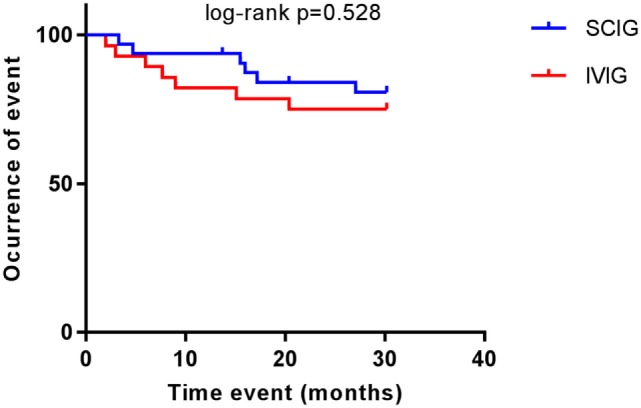 log-rank p=0.528
SCIG
IVIG
Ocurrence of event
100
50
0
0 10 20 30 40
Time event (months)